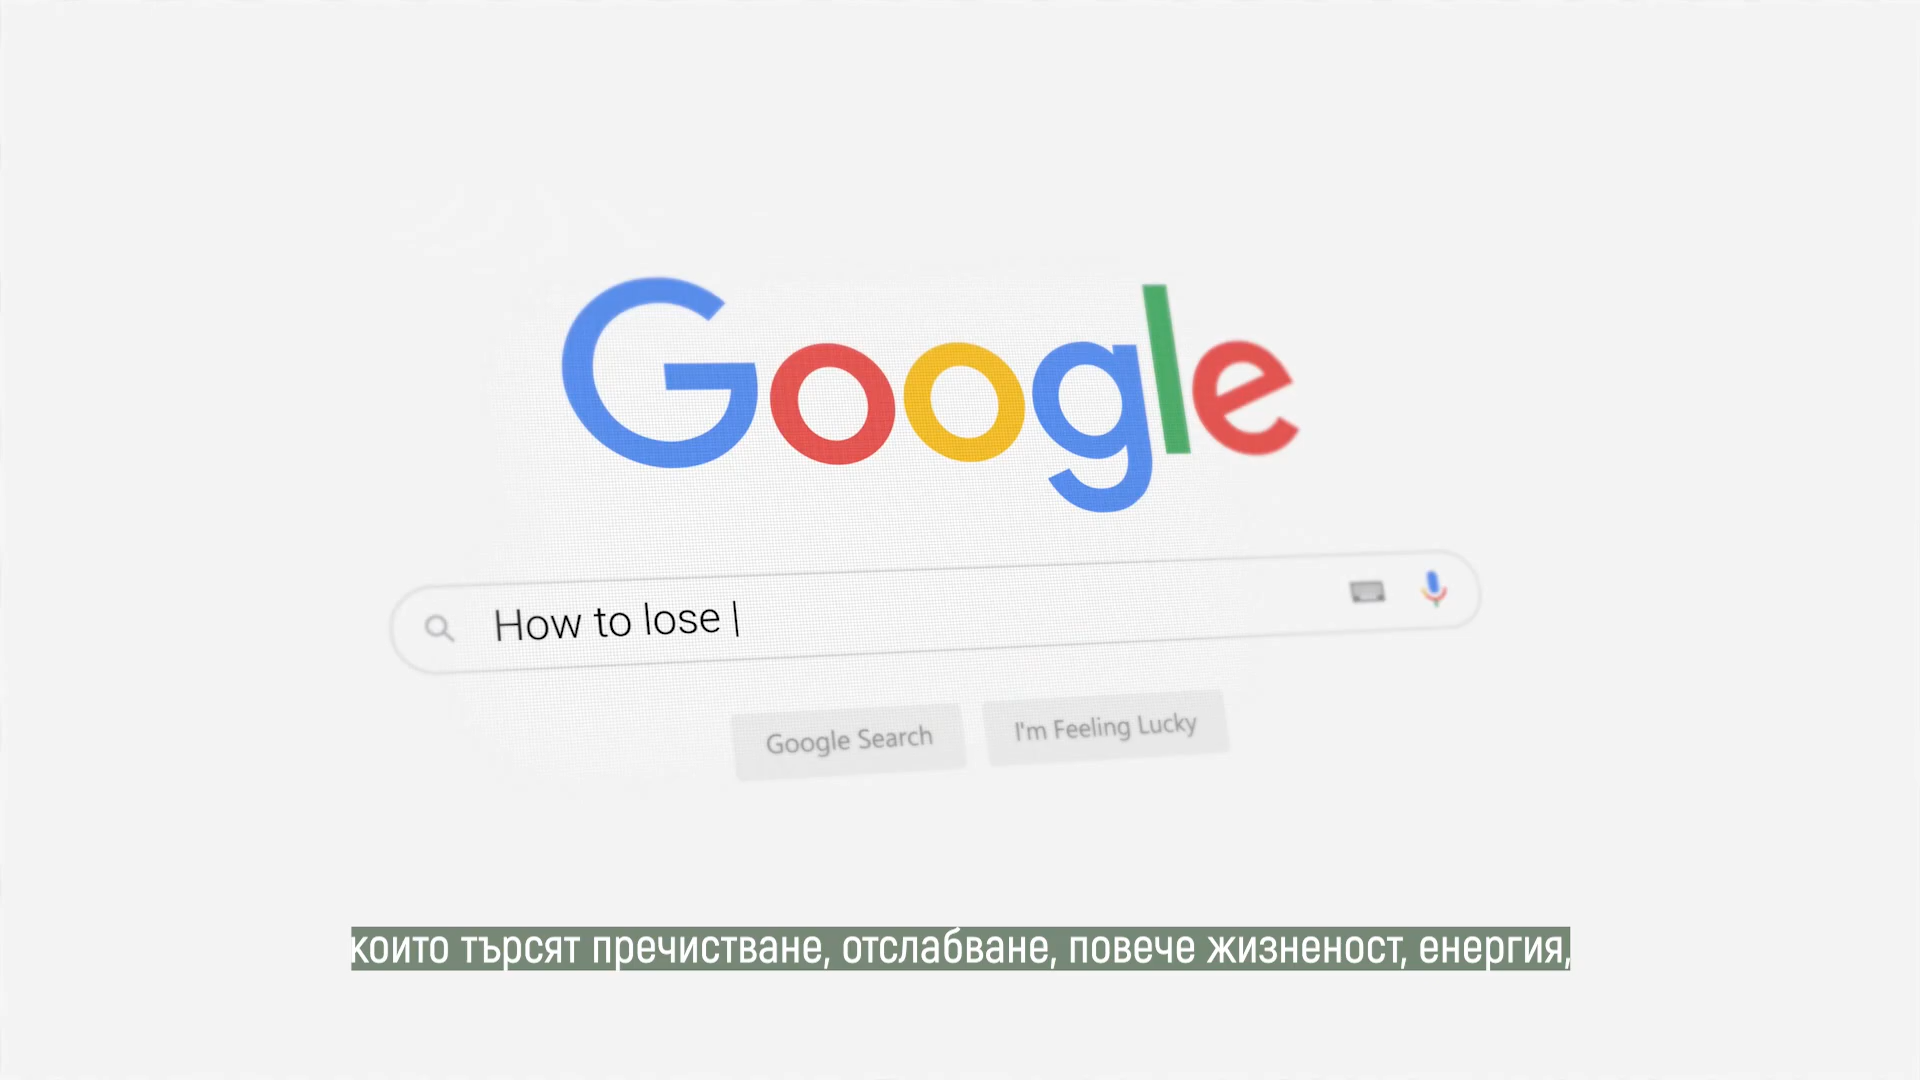 Google
How to lose |
Google Search
I'm Feeling Lucky
които търсят пречистване, отслабване, повече жизненост, енергия,